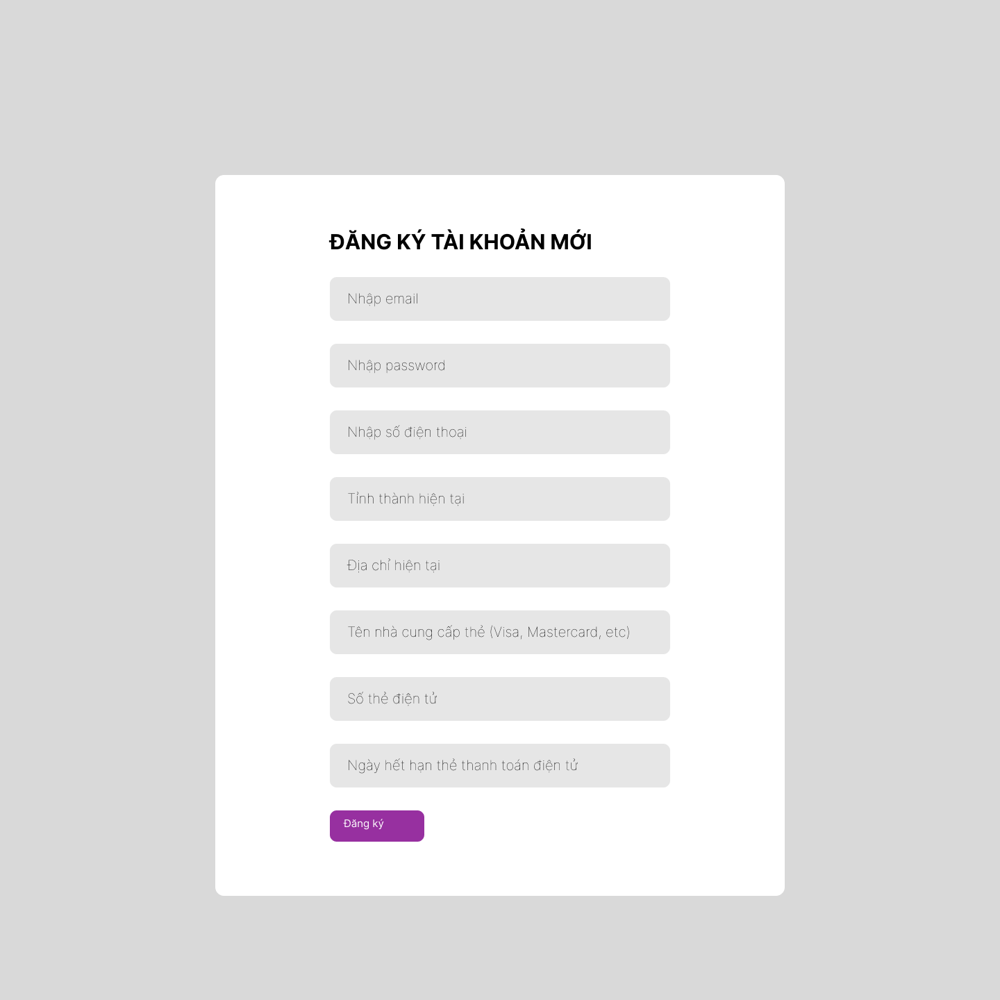 ĐĂNG KÝ TÀI KHOẢN MỚI
Nhập email
Nhập password
Nhập số điện thoại
Tỉnh thành hiện tại
Địa chỉ hiện tại
Tên nhà cung cấp thẻ (Visa, Mastercard, etc)
Số thẻ điện tử
Ngày hết hạn thẻ thanh toán điện tử
Đăng ký